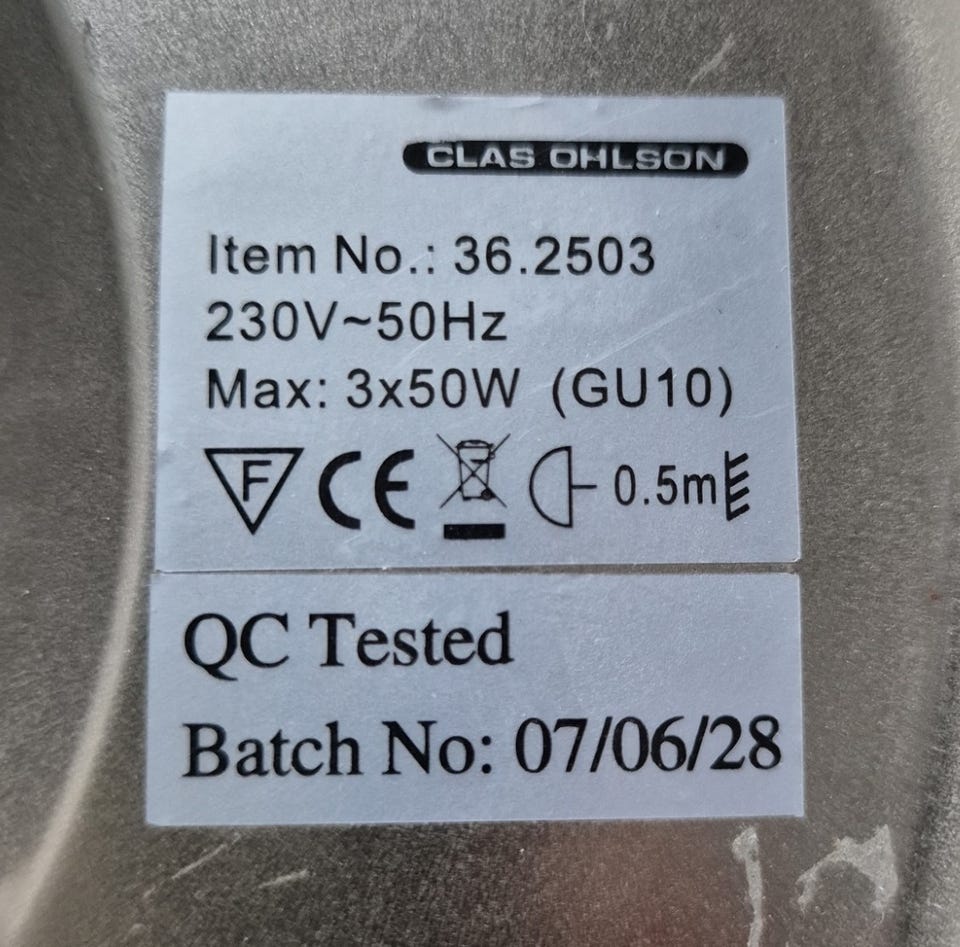 CLAS OHLSON
Item No.: 36.2503
230V~50Hz
Max: 3x50W (GU10)
F CE 0.5m
QC Tested
Batch No: 07/06/28